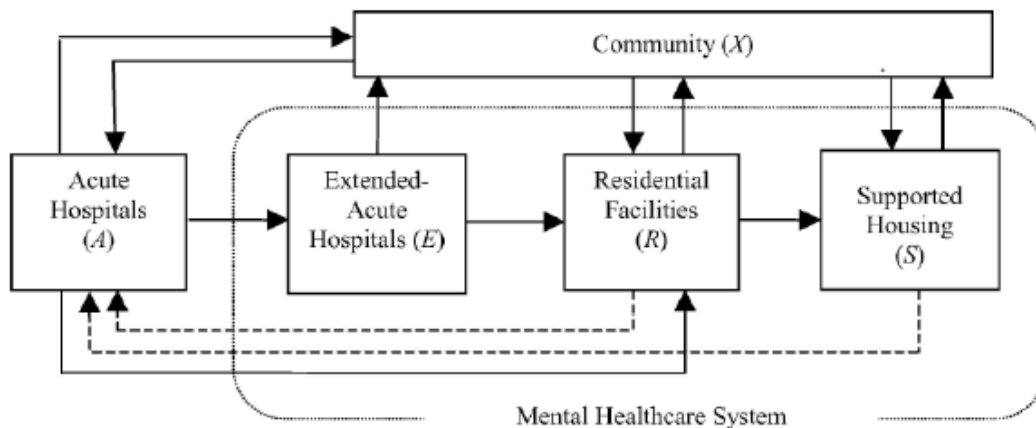 Community (X)
Acute
Hospitals
(A)
Extended-
Acute
Hospitals (E)
Residential
Facilities
(R)
Supported
Housing
(S)
Mental Healthcare System